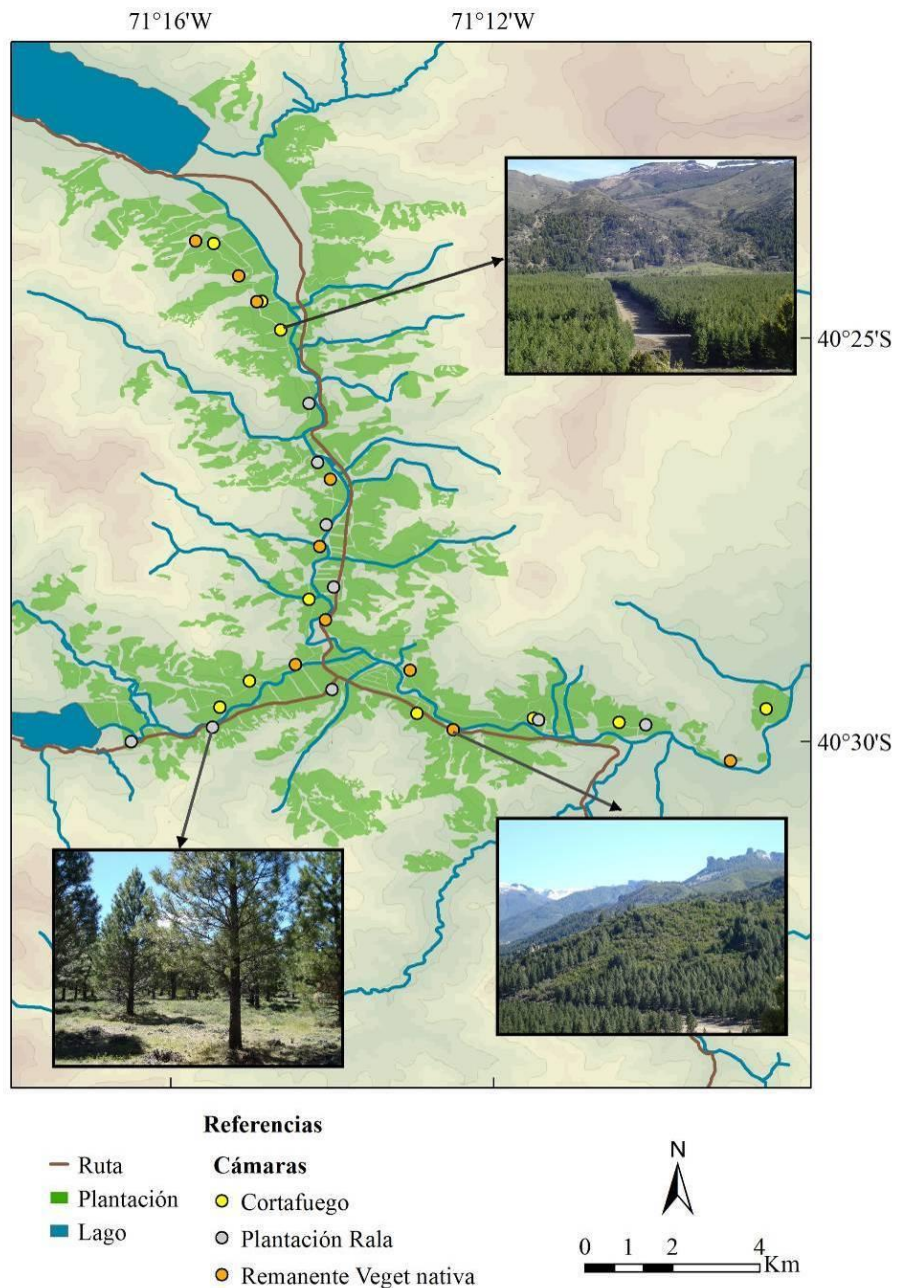 71°16'W 71°12'W
40°25'S
40°30'S
Referencias
Ruta
Plantación
Lago
Cámaras
Cortafuego
Plantación Rala
Remanente Veget nativa
N
0 1 2 4
Km